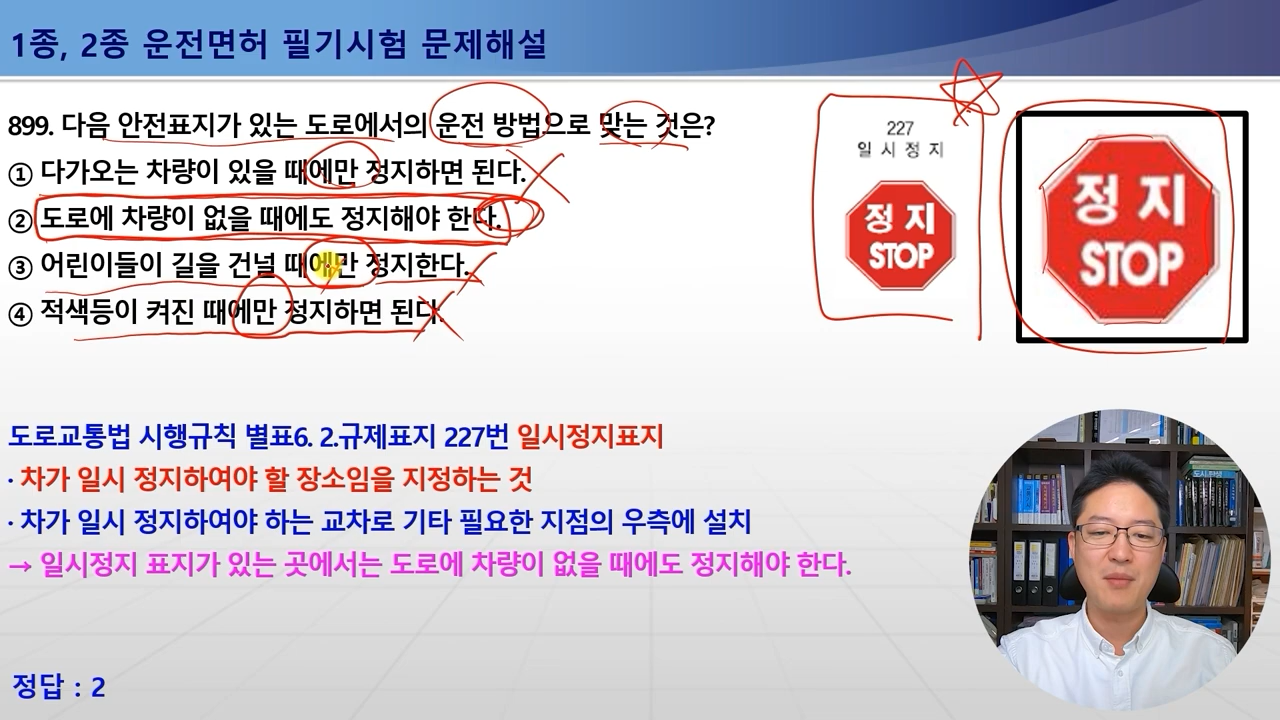 1종, 2종 운전면허 필기시험 문제해설
899. 다음 안전표지가 있는 도로에서의 운전 방법으로 맞는 것은?
① 다가오는 차량이 있을 때에만 정지하면 된다.
② 도로에 차량이 없을 때에도 정지해야 한다.
③ 어린이들이 길을 건널 때에만 정지한다.
④ 적색등이 켜진 때에만 정지하면 된다.
227
일시정지
정지
STOP
정지
STOP
도로교통법 시행규칙 별표6. 2.규제표지 227번 일시정지표지
· 차가 일시 정지하여야 할 장소임을 지정하는 것
· 차가 일시 정지하여야 하는 교차로 기타 필요한 지점의 우측에 설치
→ 일시정지 표지가 있는 곳에서는 도로에 차량이 없을 때에도 정지해야 한다.
정답 : 2